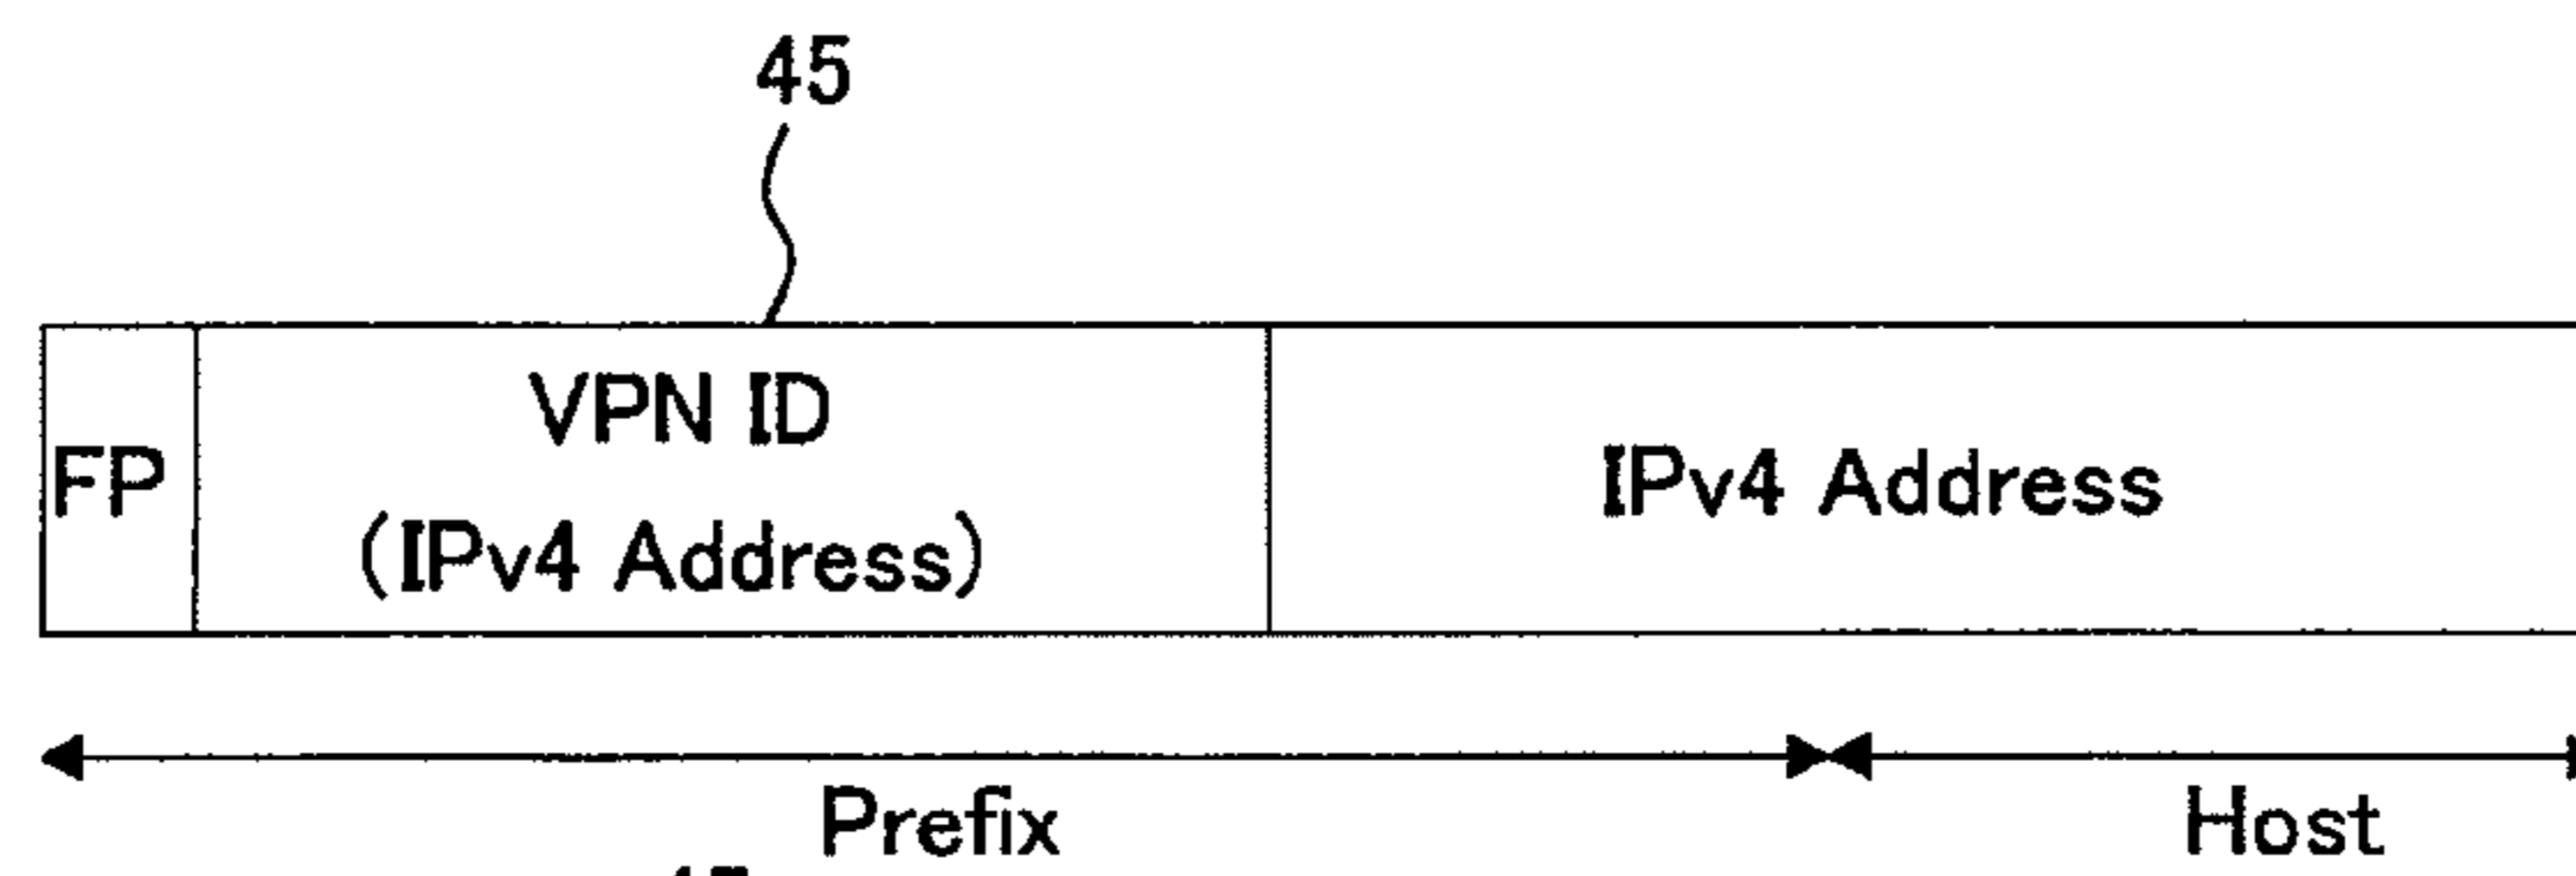 45
FP
VPN ID
(IPv4 Address)
IPv4 Address
Prefix
Host